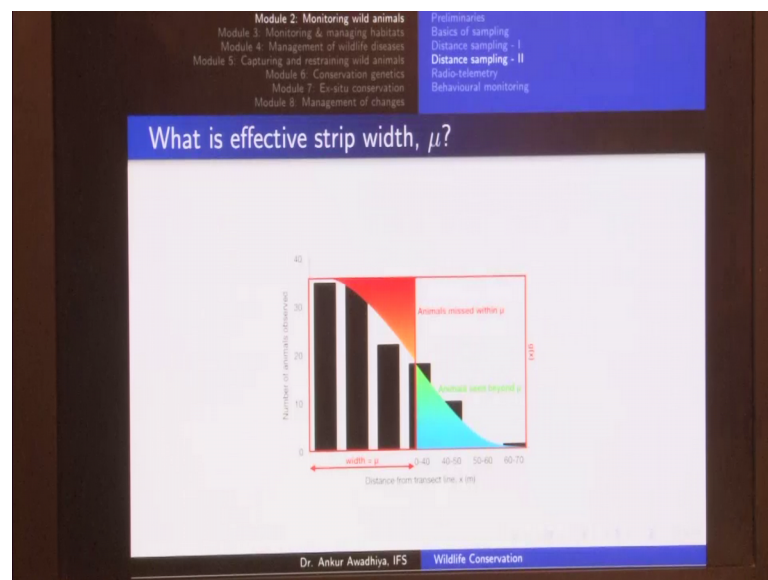 Module 2: Monitoring wild animals
Module 3: Monitoring & managing habitats
Module 4: Management of wildlife diseases
Module 5: Capturing and restraining wild animals
Module 6: Conservation genetics
Module 7: Ex-situ conservation
Module 8: Management of changes
Preliminaries
Basics of sampling
Distance sampling - I
Distance sampling - II
Radio-telemetry
Behavioural monitoring
What is effective strip width, μ?
40
30
20
10
0
Number of animals observed
Animals missed within μ
Animals seen beyond μ
g(x)
width = μ
0-40 40-50 50-60 60-70
Distance from transect line, x (m)
Dr. Ankur Awadhiya, IFS
Wildlife Conservation